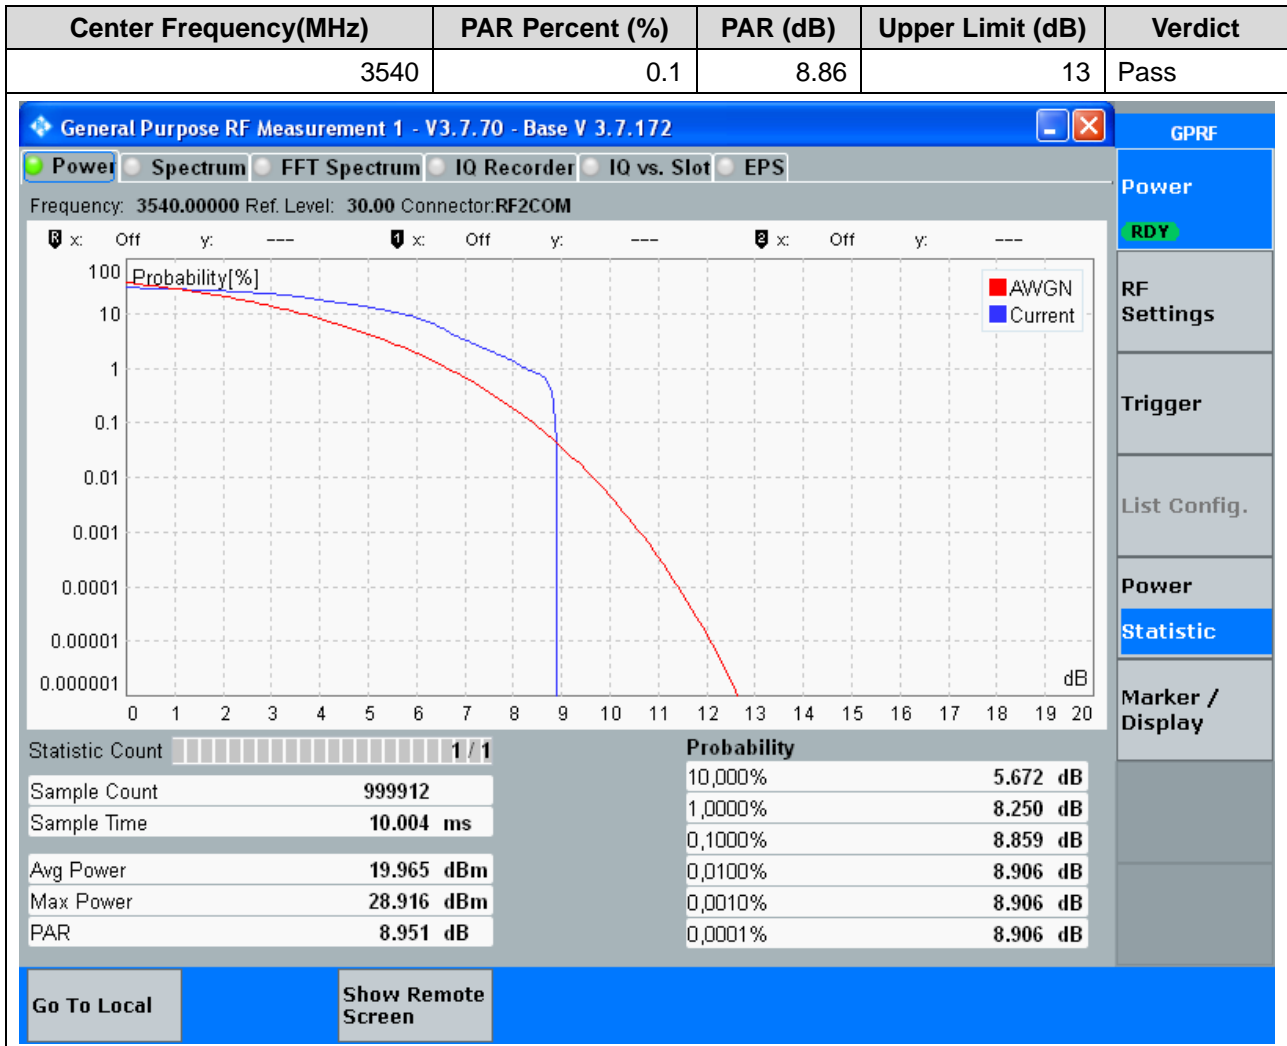 Center Frequency(MHz) PAR Percent (%) PAR (dB) Upper Limit (dB) Verdict
3540 0.1 8.86 13 Pass
General Purpose RF Measurement 1 - V3.7.70 - Base V 3.7.172
GPRF
Power Spectrum FFT Spectrum IQ Recorder IQ vs. Slot EPS
Frequency: 3540.00000 Ref. Level: 30.00 Connector:RF2COM
R x: Off y: --- 1 x: Off y: --- 2 x: Off y: ---
Probability[%]
AWGN
Current
100
10
1
0.1
0.01
0.001
0.0001
0.00001
0.000001
dB
0 1 2 3 4 5 6 7 8 9 10 11 12 13 14 15 16 17 18 19 20
Statistic Count 1 / 1
Sample Count 999912
Sample Time 10.004 ms
Avg Power 19.965 dBm
Max Power 28.916 dBm
PAR 8.951 dB
Probability
10,000% 5.672 dB
1,0000% 8.250 dB
0,1000% 8.859 dB
0,0100% 8.906 dB
0,0010% 8.906 dB
0,0001% 8.906 dB
Power
RDY
RF
Settings
Trigger
List Config.
Power
Statistic
Marker /
Display
Go To Local
Show Remote
Screen